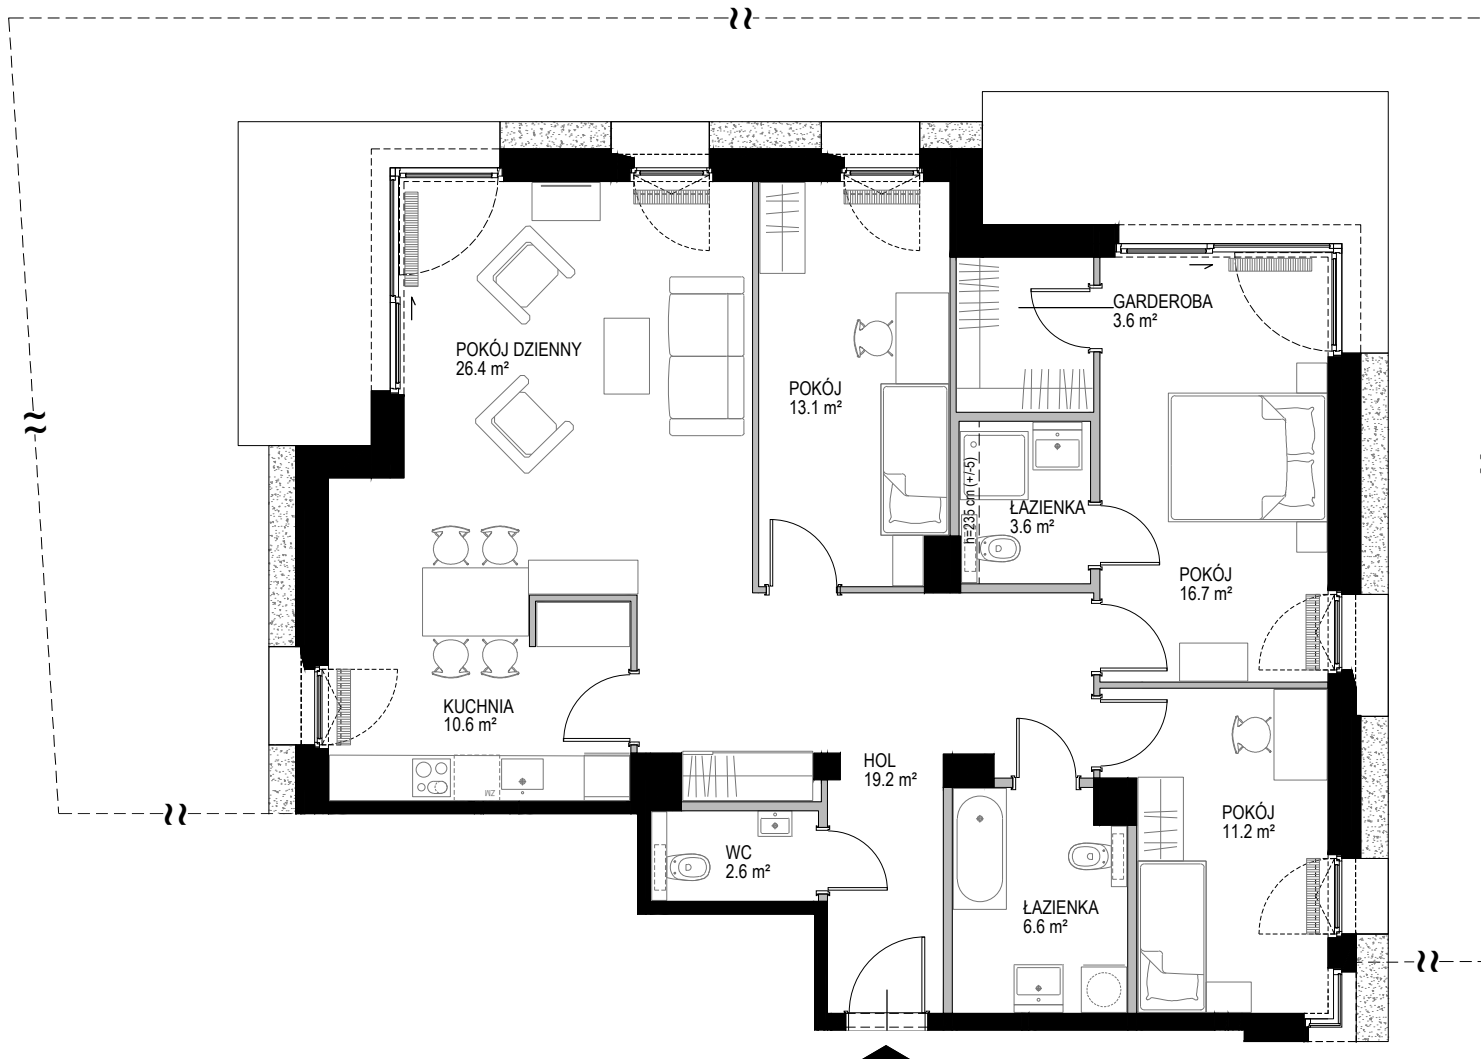 POKÓJ DZIENNY
26.4 m²
POKÓJ
13.1 m²
GARDEROBA
3.6 m²
h=235 cm (+/-5)
ŁAZIENKA
3.6 m²
POKÓJ
16.7 m²
KUCHNIA
10.6 m²
ZM
HOL
19.2 m²
POKÓJ
11.2 m²
WC
2.6 m²
ŁAZIENKA
6.6 m²